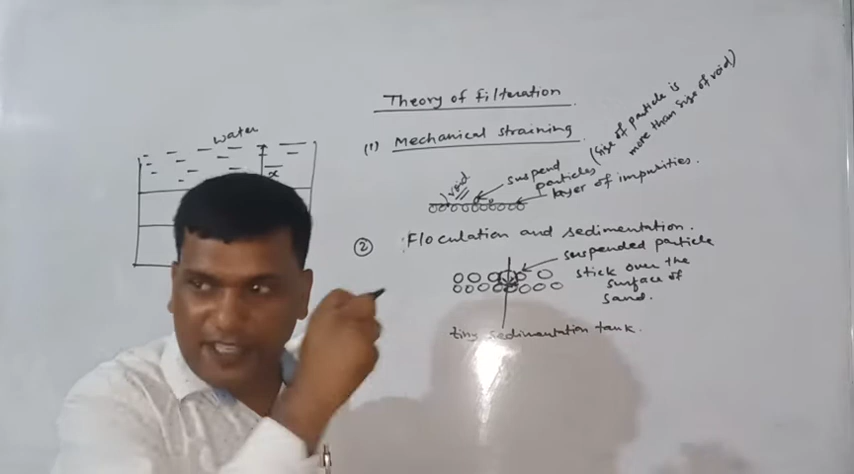 Theory of filteration
water
(1) Mechanical straining
(size of particle is
more than size of void)
x
void
suspend
particles
layer of impurities.
② Floculation and sedimentation.
suspended particle
stick over the
surface of
sand.
tiny sedimentation tank.